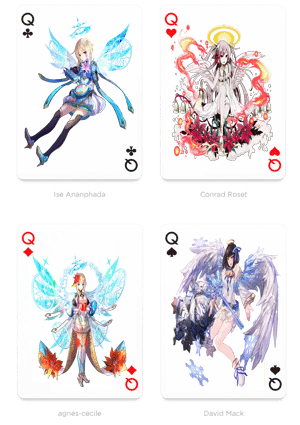 Q Q
Q Q
Ise Ananphada Conrad Roset
Q Q
Q Q
agnes-cecile David Mack